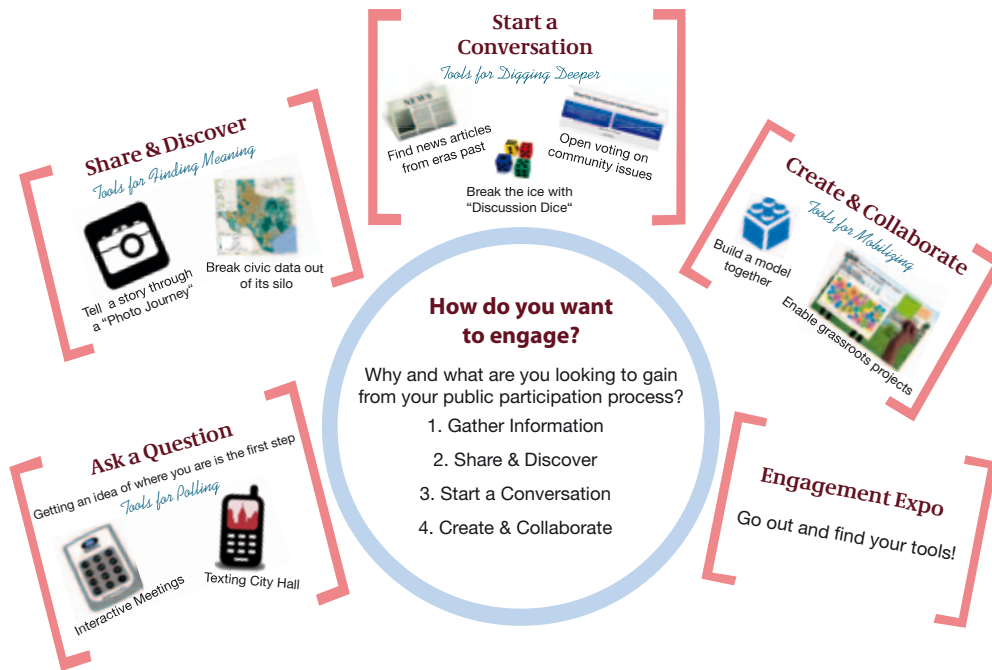 Start a
Conversation
Tools for Digging Deeper
NEWS
Find news articles
from eras past
Open voting on
community issues
Break the ice with
“Discussion Dice“
Share & Discover
Tools for Finding Meaning
Tell  a story through
a “Photo Journey“
Break civic data out
of its silo
Create & Collaborate
Tools for Mobilizing
Build a model
together
Enable grassroots projects
How do you want
to engage?
Why and what are you looking to gain
from your public participation process?
1. Gather Information
2. Share & Discover
3. Start a Conversation
4. Create & Collaborate
Ask a Question
Getting an idea of where you are is the first step
Tools for Polling
Interactive Meetings
Texting City Hall
Engagement Expo
Go out and find your tools!